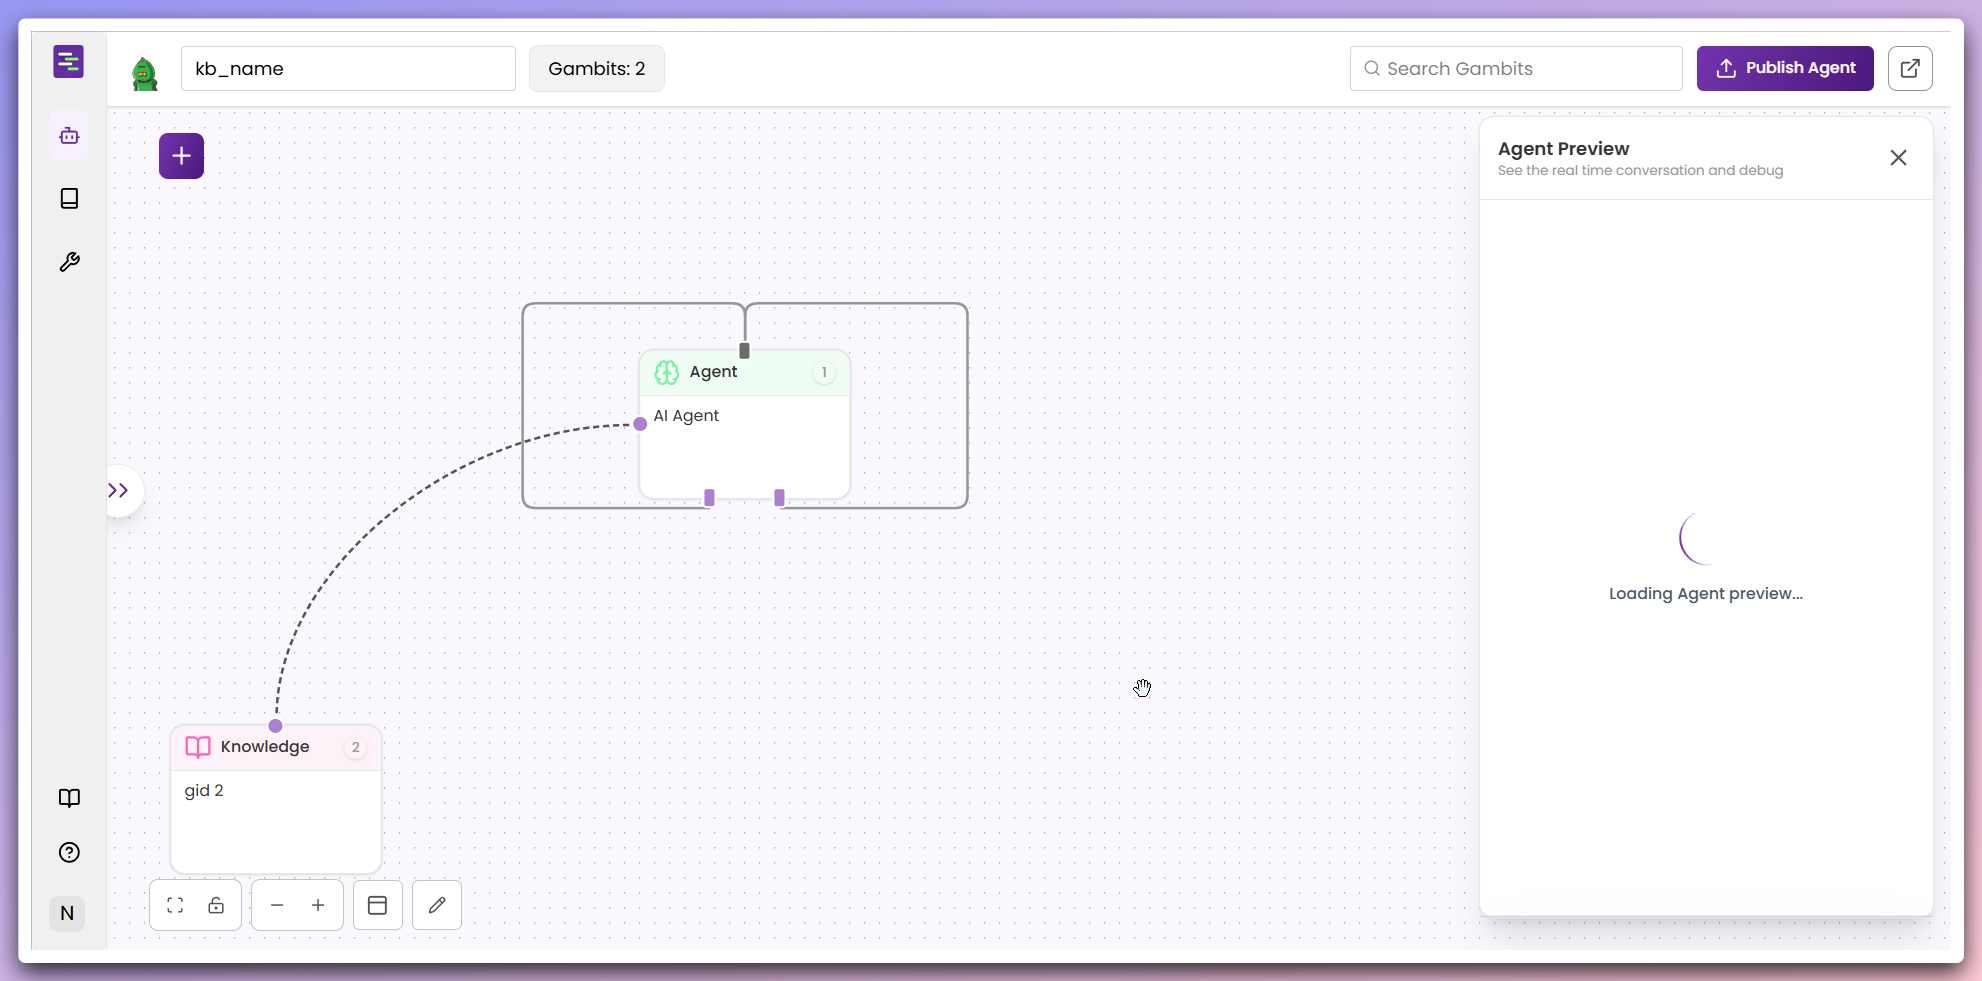 kb_name
Gambits: 2
Search Gambits
Publish Agent
Agent Preview
See the real time conversation and debug
Agent
1
AI Agent
Loading Agent preview...
Knowledge
2
gid 2
N